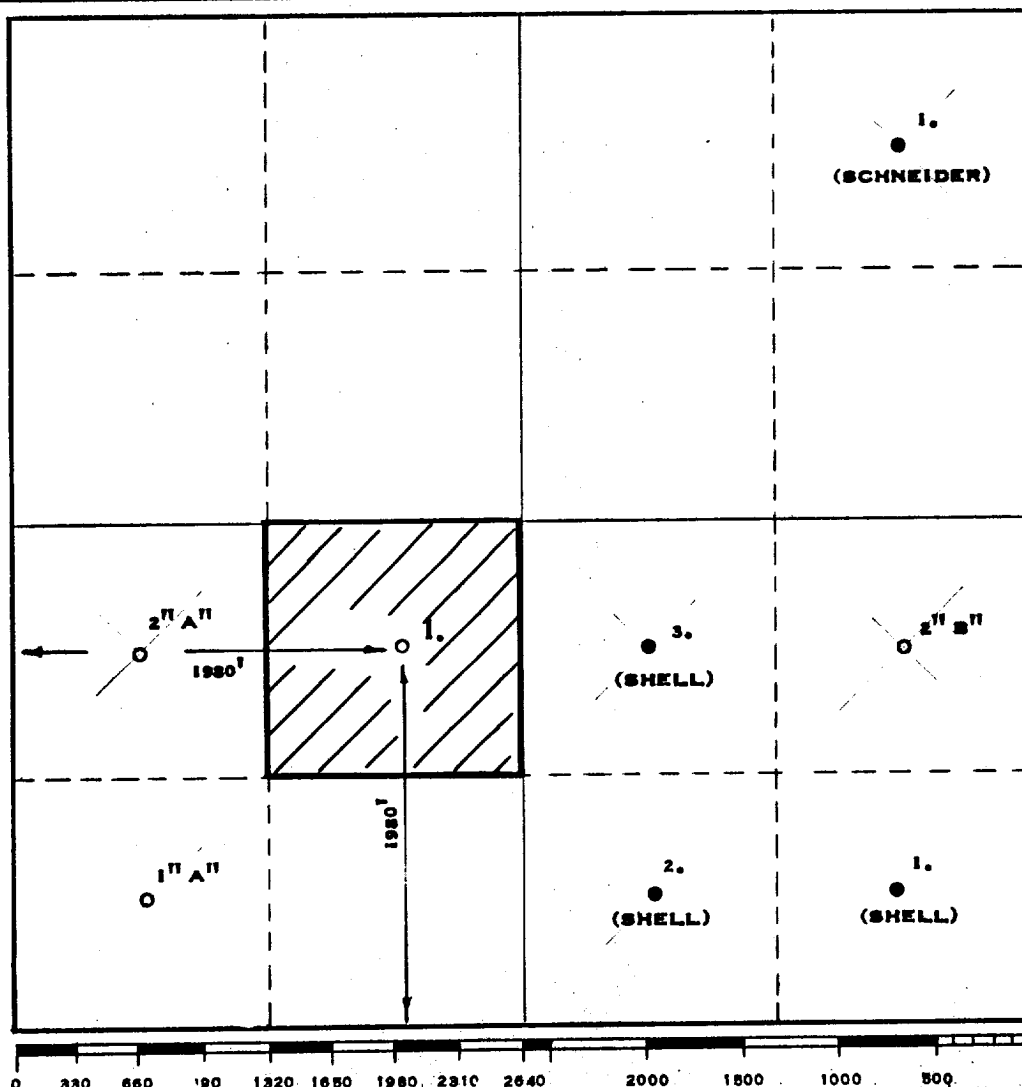 1.
(SCHNEIDER)
2"A"
1980'
1.
3.
(SHELL)
2"B"
1980'
1"A"
2.
(SHELL)
1.
(SHELL)
0 330 660 190 1320 1650 1980 2310 2640 2000 1500 1000 500